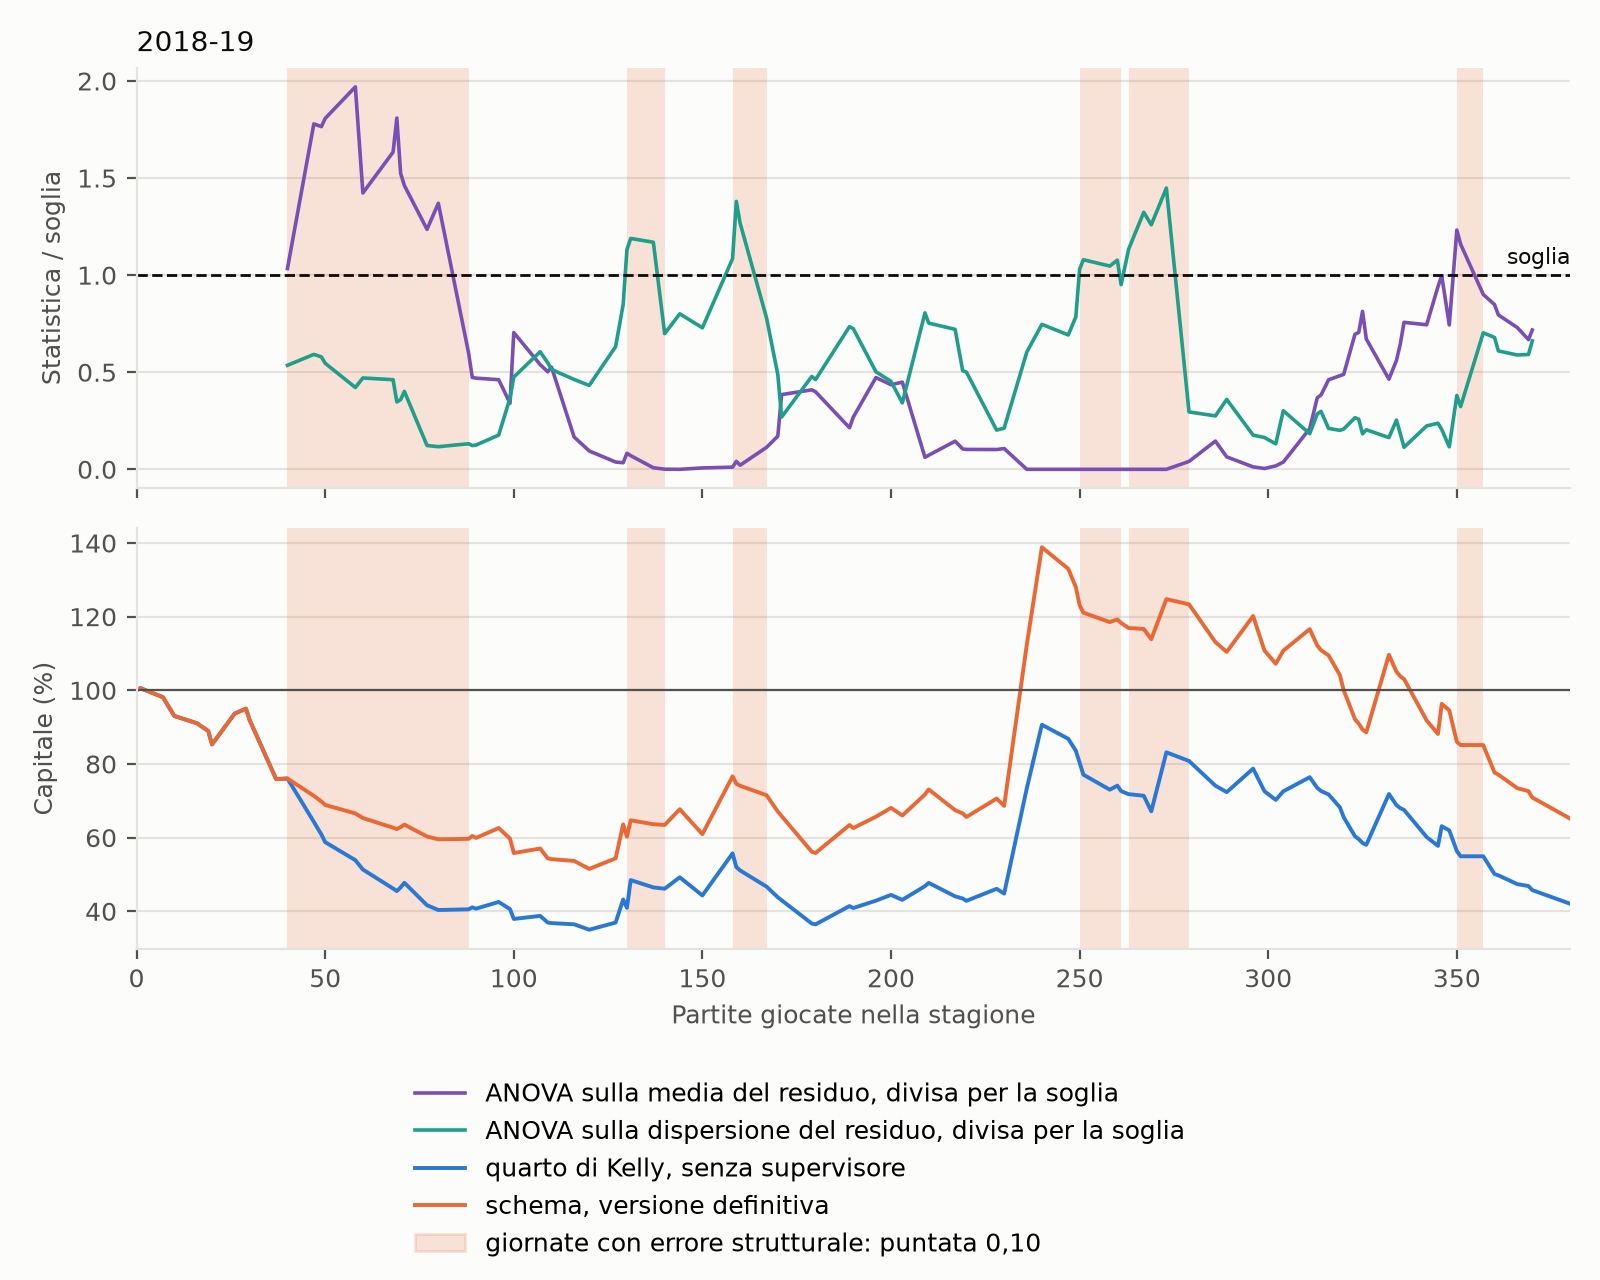 2018-19
2.0
1.5
1.0
0.5
0.0
Statistica / soglia
soglia
140
120
100
80
60
40
Capitale (%)
0 50 100 150 200 250 300 350
Partite giocate nella stagione
ANOVA sulla media del residuo, divisa per la soglia
ANOVA sulla dispersione del residuo, divisa per la soglia
quarto di Kelly, senza supervisore
schema, versione definitiva
giornate con errore strutturale: puntata 0,10